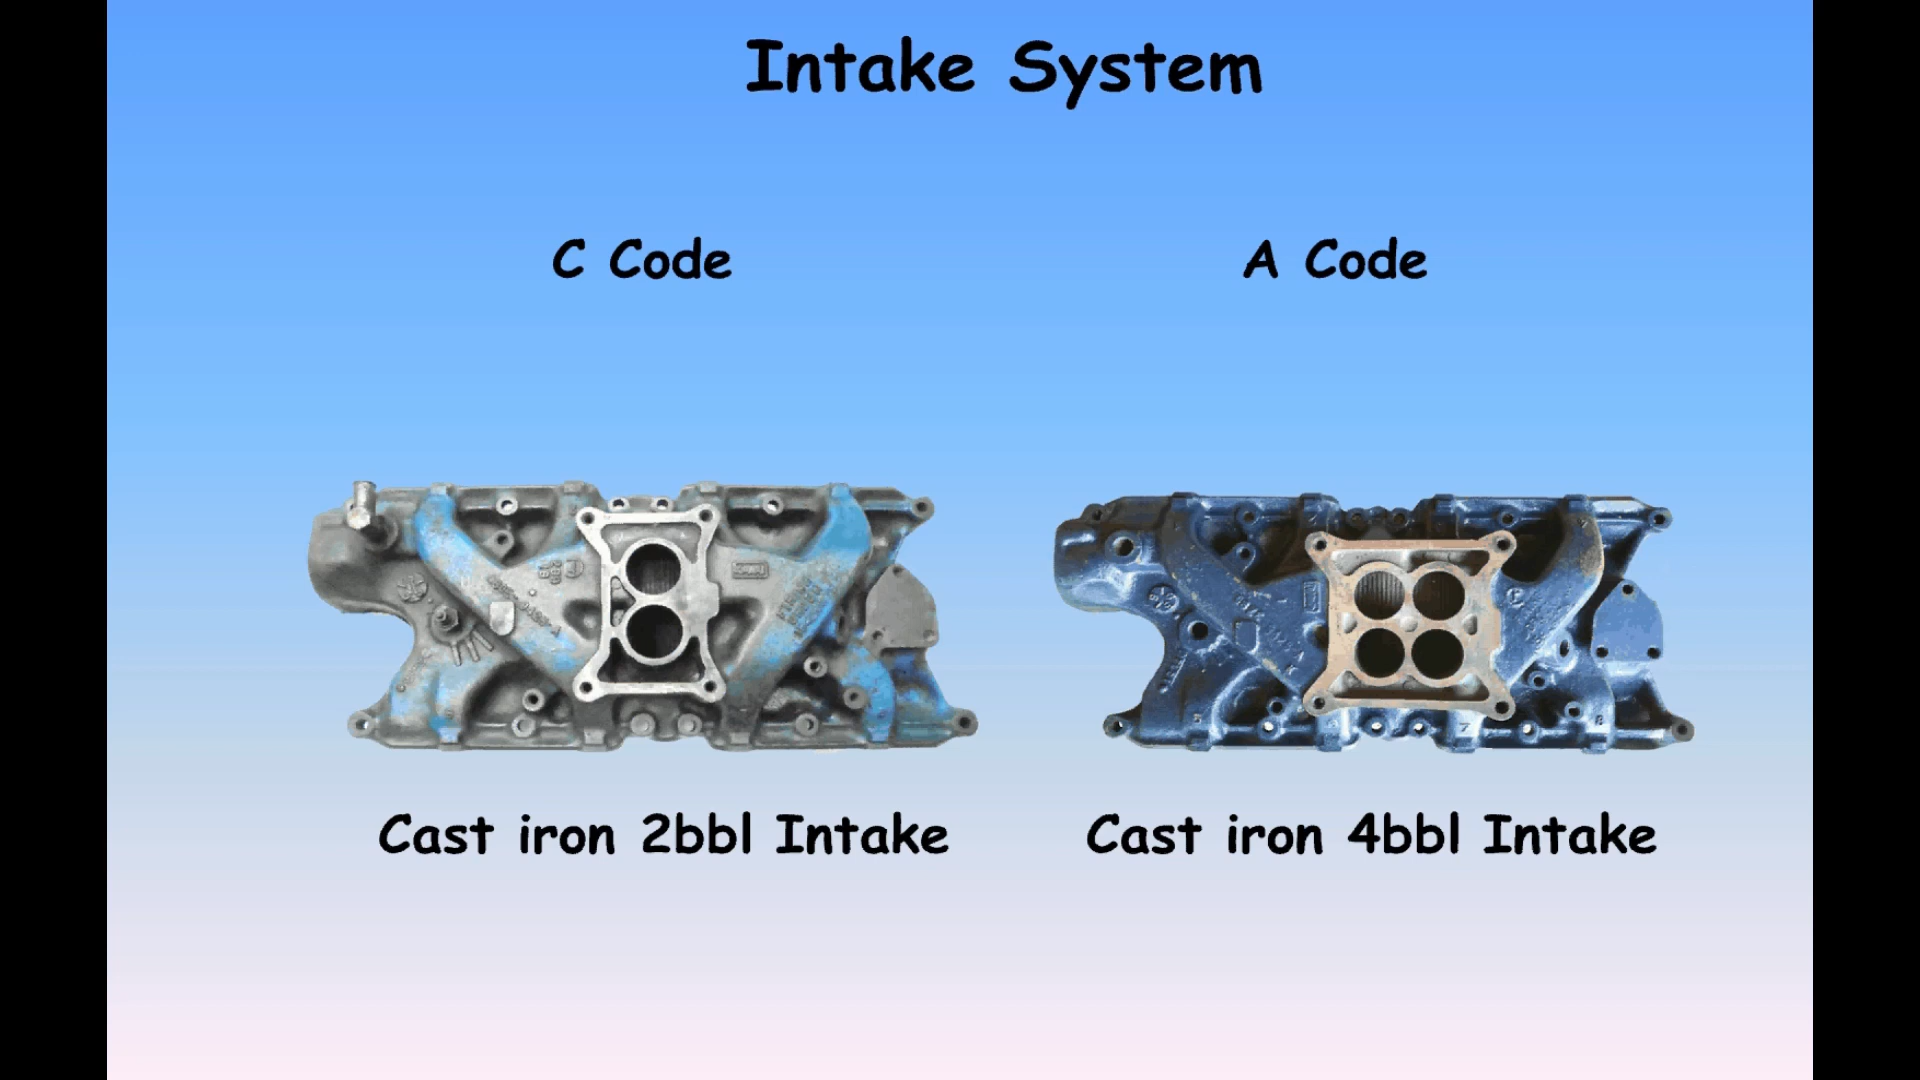 Intake System
C Code
A Code
Cast iron 2bbl Intake
Cast iron 4bbl Intake